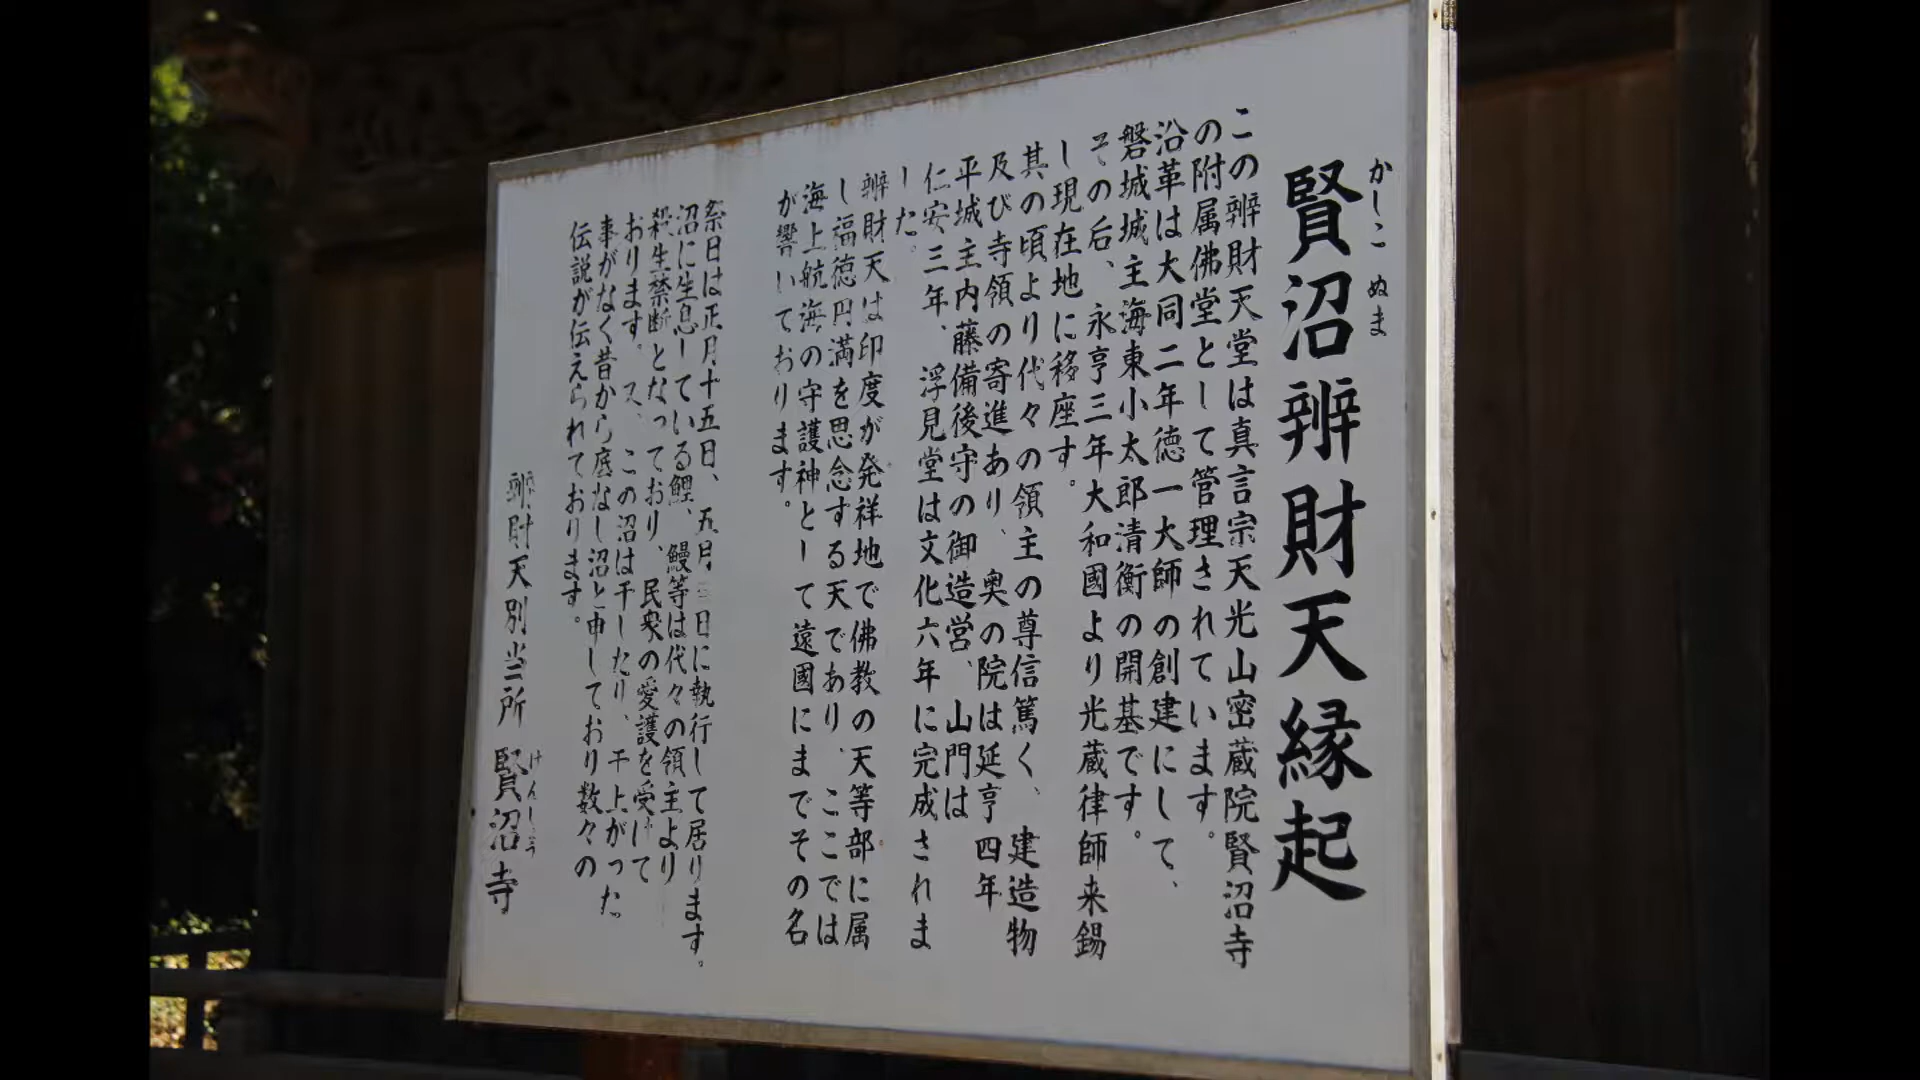 賢沼辨財天縁起
かしこ ぬま
この辨財天堂は真言宗天光山密蔵院賢沼寺
の附属佛堂として管理されています。
沿革は大同二年徳一大師の創建にして、
磐城城主海東小太郎清衡の開基です。
その后、永享三年大和國より光蔵律師来錫
し現在地に移座す。
其の頃より代々の領主の尊信篤く、建造物
及び寺領の寄進あり、奥の院は延享四年
平城主内藤備後守の御造営、山門は
仁安三年、浮見堂は文化六年に完成されま
した。
辨財天は印度が発祥地で佛教の天等部に属
し福徳円満を思念する天であり、ここでは
海上航海の守護神として遠國にまでその名
が響いております。
祭日は正月十五日、五月 日に執行して居ります。
沼に生息している鯉、鰻等は代々の領主より
殺生禁断となっており、民衆の愛護を受けて
おります。又、この沼は干したり、干上がった
事がなく昔から底なし沼と申しており数々の
伝説が伝えられております。
辨財天別当所 賢沼寺
けんしょう